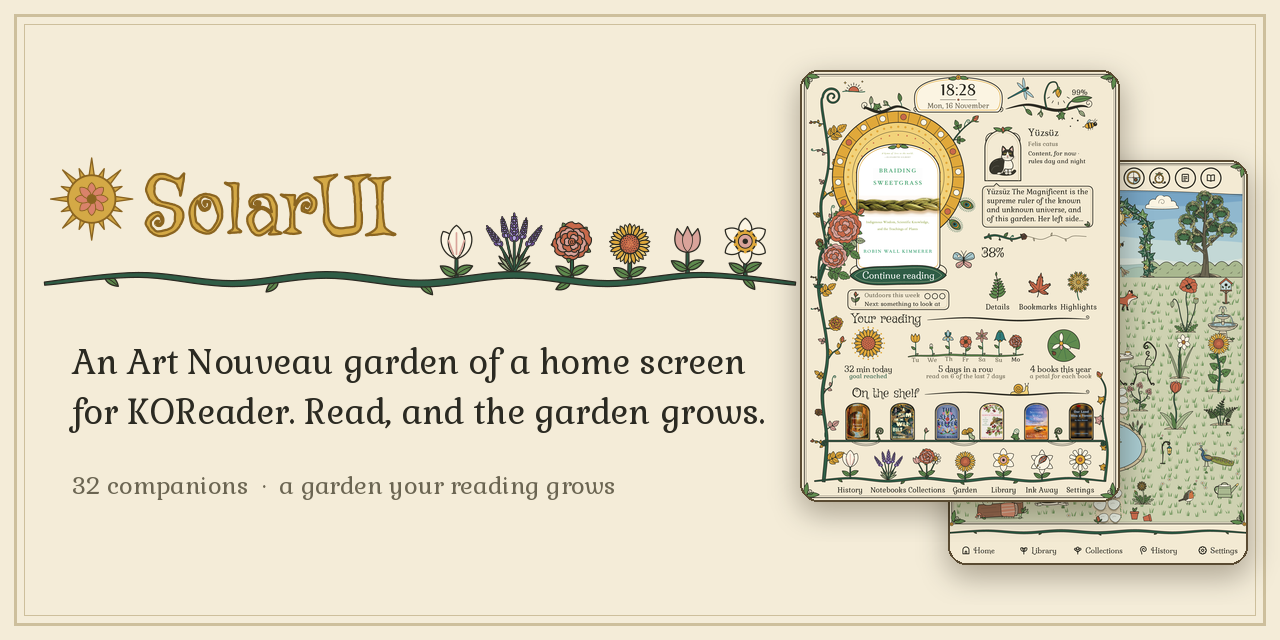 SolarUI
An Art Nouveau garden of a home screen
for KOReader. Read, and the garden grows.
32 companions · a garden your reading grows
18:28
Mon, 16 November
99%
BRAIDING
SWEETGRASS
ROBIN WALL KIMMERER
Continue reading
Yüzsüz
Felis catus
Content, for now ·
rules day and night
Yüzsüz The Magnificent is the
supreme ruler of the known
and unknown universe, and
of this garden. Her left side...
38%
Outdoors this week
Next something to look at
Details Bookmarks Highlights
Your reading
Tu We Th Fr Sa Su Mo
32 min today
goal reached
5 days in a row
read on 6 of the last 7 days
4 books this year
a petal for each book
On the shelf
History Notebooks Collections Garden Library Ink Away Settings
Home Library Collections History Settings